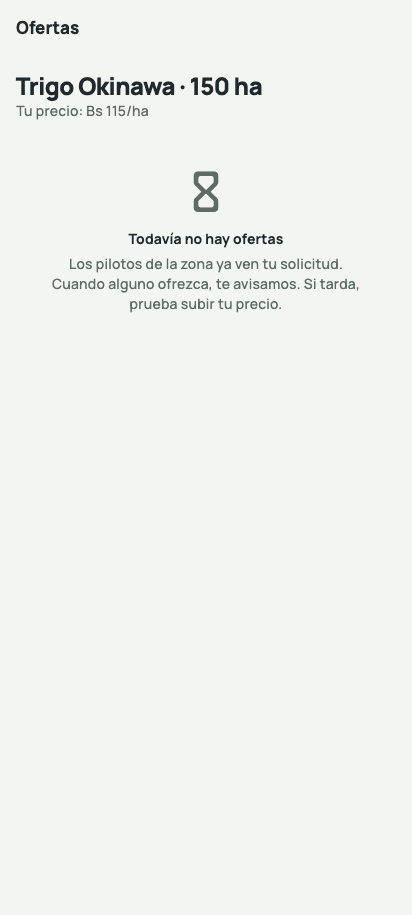 Ofertas
Trigo Okinawa · 150 ha
Tu precio: Bs 115/ha
Todavía no hay ofertas
Los pilotos de la zona ya ven tu solicitud.
Cuando alguno ofrezca, te avisamos. Si tarda,
prueba subir tu precio.